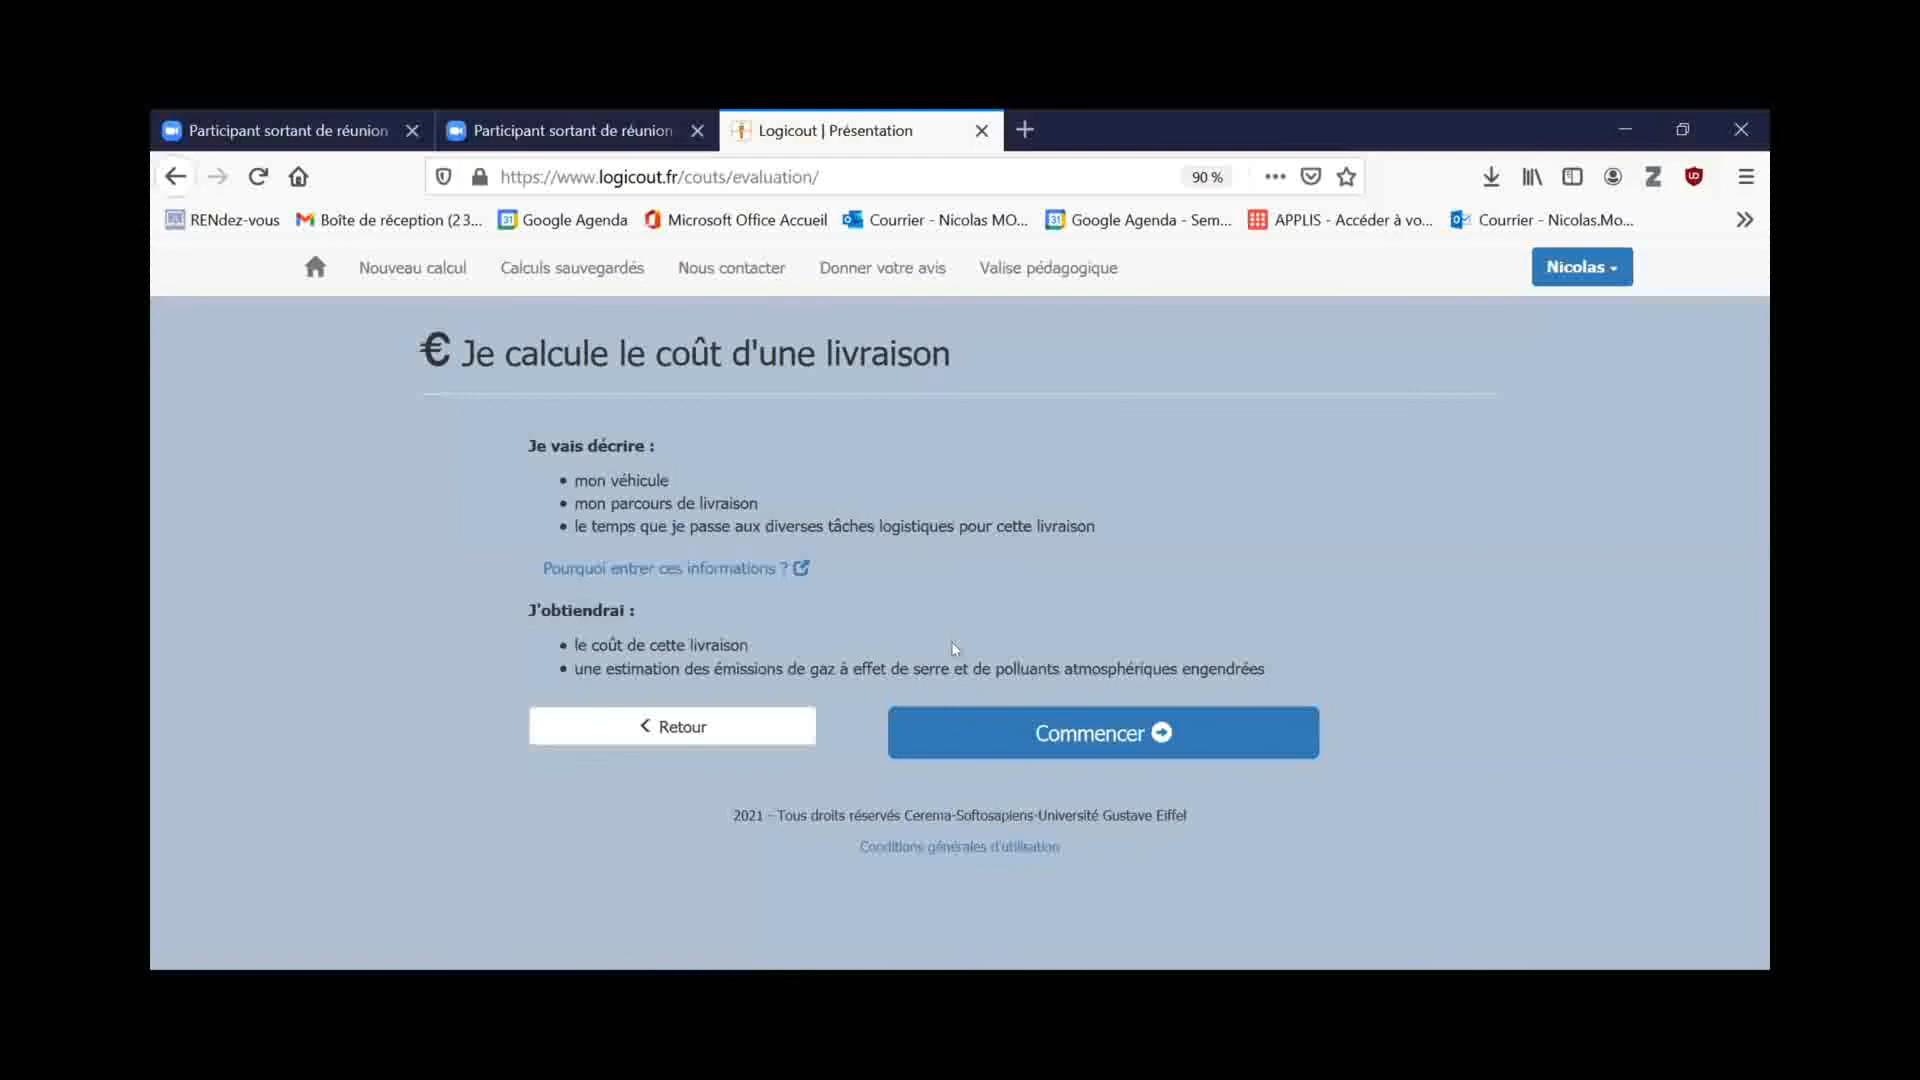 Participant sortant de réunion
Participant sortant de réunion
Logicout | Présentation
https://www.logicout.fr/couts/evaluation/
90 %
RENdez-vous
Boîte de réception (23...
Google Agenda
Microsoft Office Accueil
Courrier - Nicolas MO...
Google Agenda - Sem...
APPLIS - Accéder à vo...
Courrier - Nicolas.Mo...
Nouveau calcul
Calculs sauvegardés
Nous contacter
Donner votre avis
Valise pédagogique
Nicolas
€ Je calcule le coût d'une livraison
Je vais décrire :
• mon véhicule
• mon parcours de livraison
• le temps que je passe aux diverses tâches logistiques pour cette livraison
Pourquoi entrer ces informations ?
J'obtiendrai :
• le coût de cette livraison
• une estimation des émissions de gaz à effet de serre et de polluants atmosphériques engendrées
Retour
Commencer
2021 - Tous droits réservés Cerema-Softosapiens-Université Gustave Eiffel
Conditions générales d'utilisation